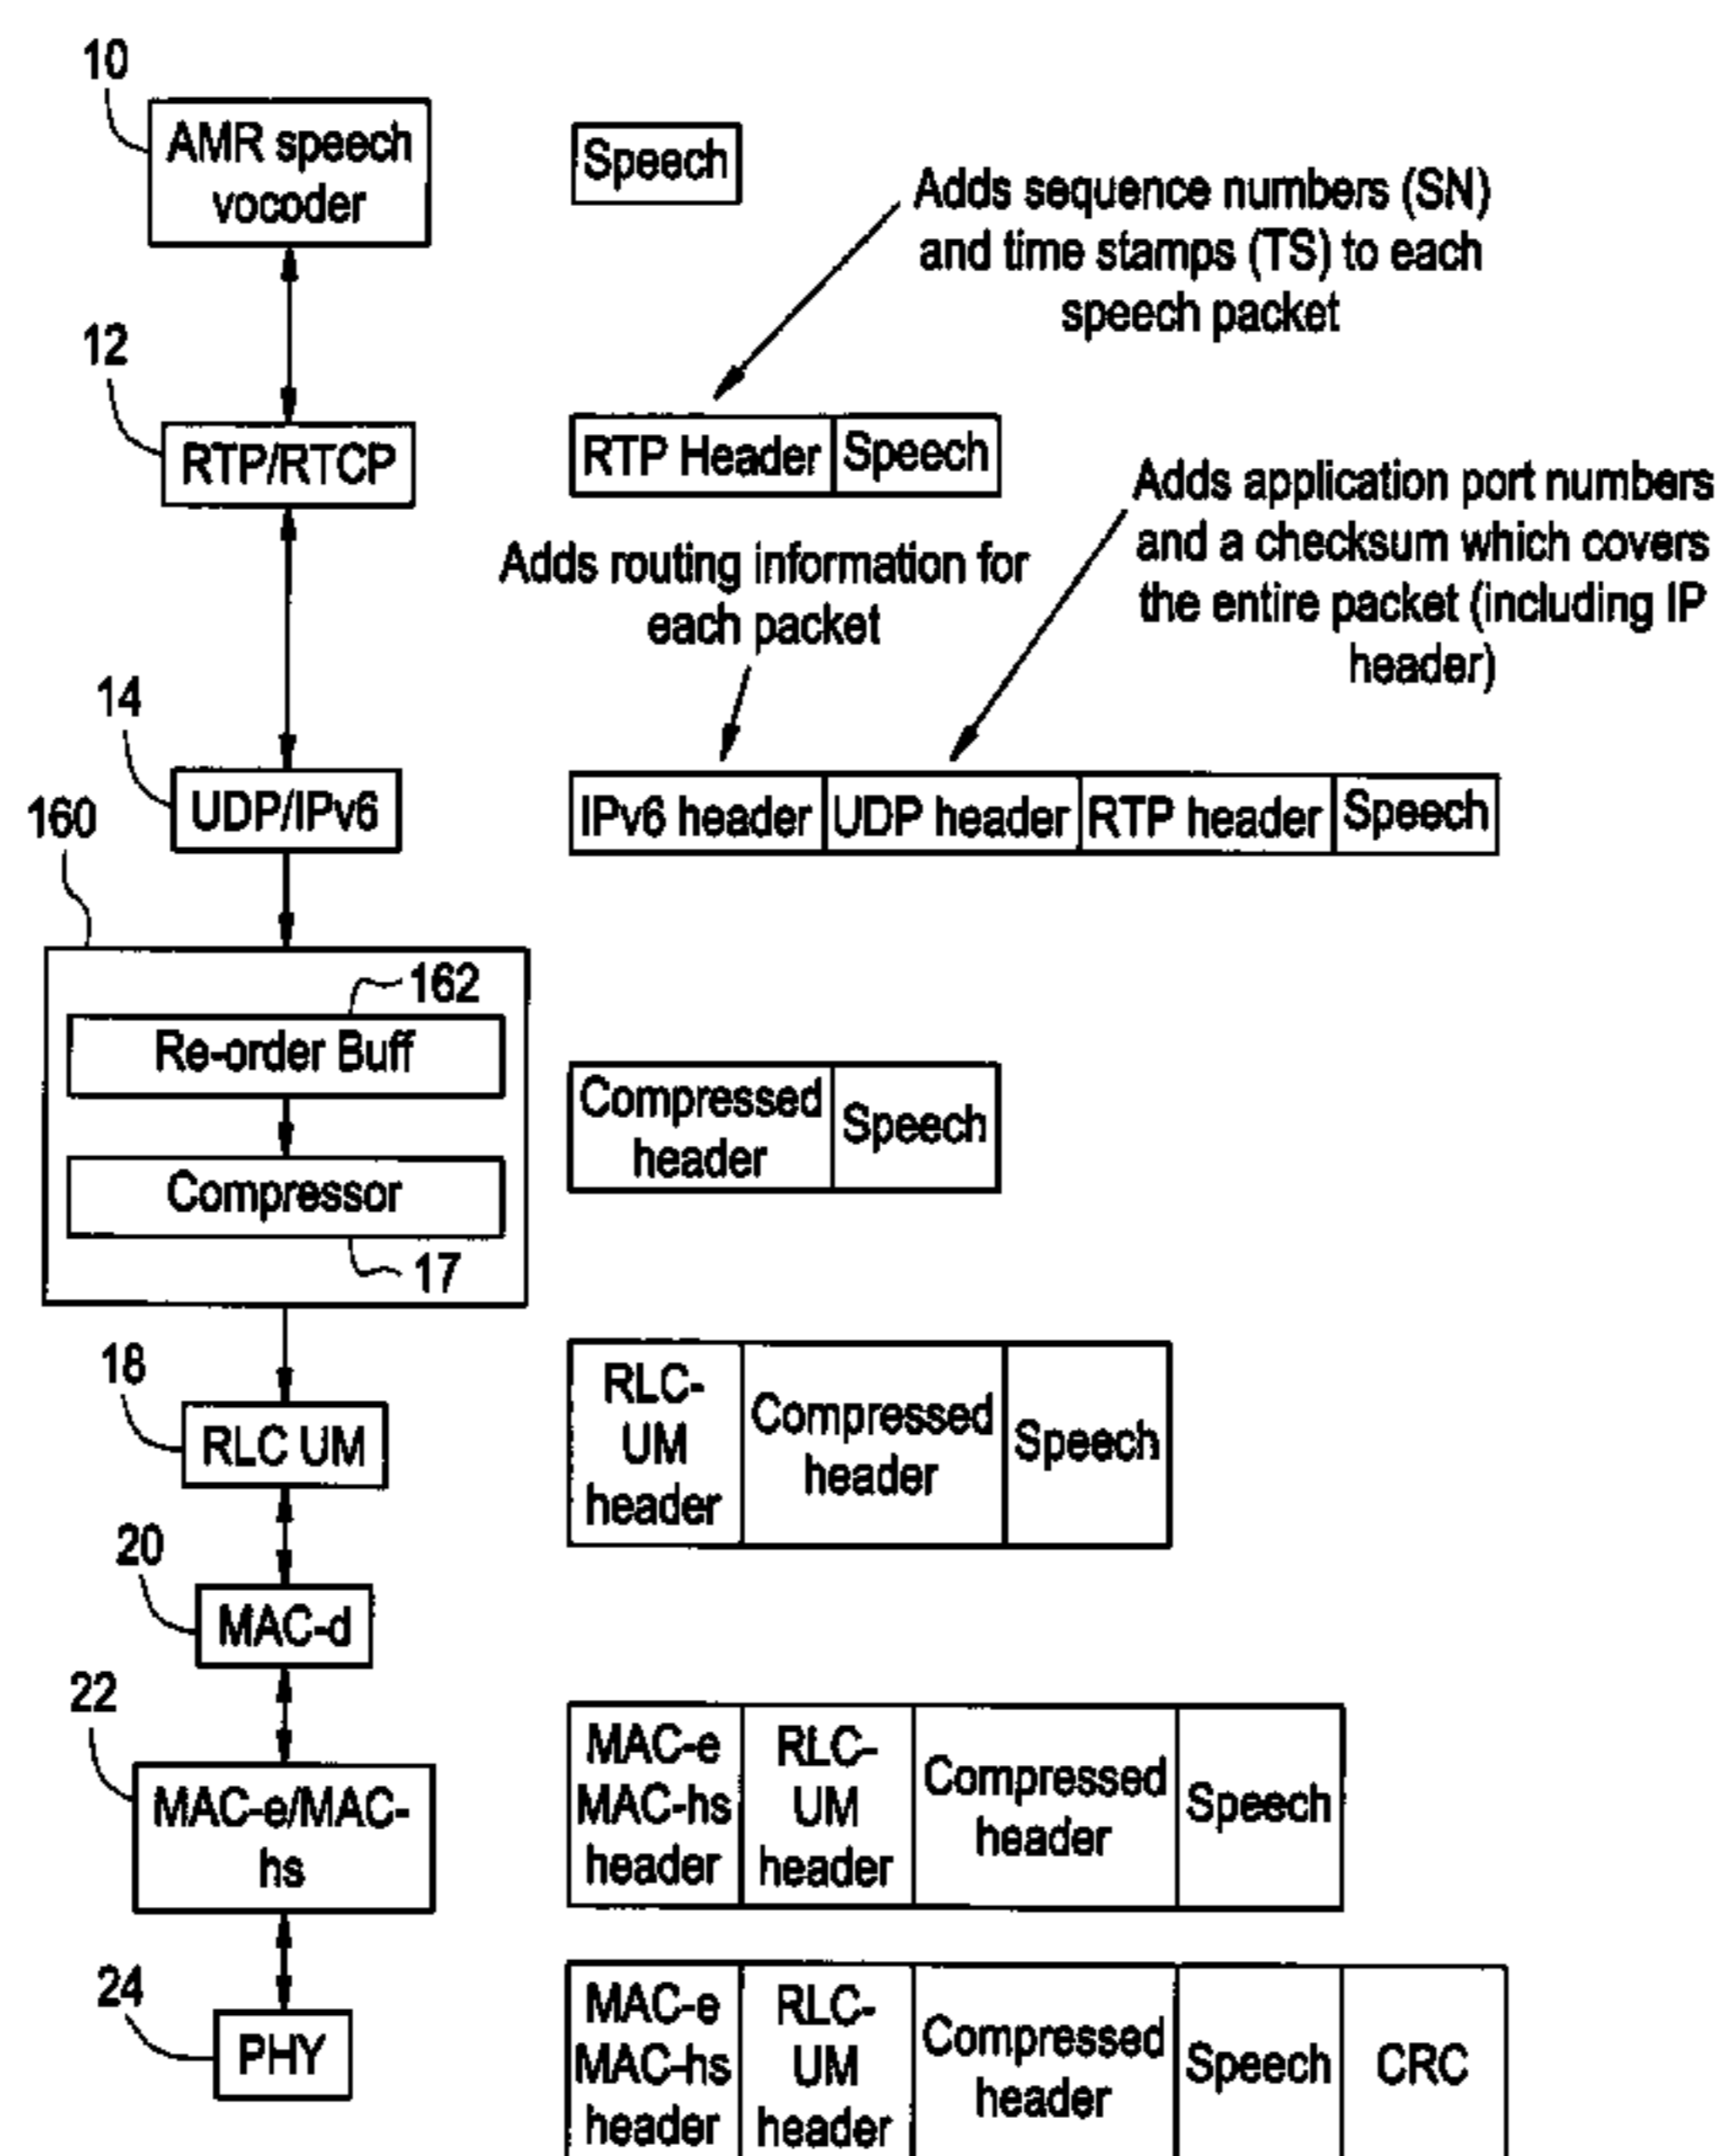 10
AMR speech
vocoder
Speech
Adds sequence numbers (SN)
and time stamps (TS) to each
speech packet
12
RTP/RTCP
RTP Header
Speech
Adds application port numbers
and a checksum which covers
the entire packet (including IP
header)
Adds routing information for
each packet
14
UDP/IPv6
IPv6 header
UDP header
RTP header
Speech
160
162
Re-order Buff
Compressor
17
Compressed
header
Speech
18
RLC UM
RLC-
UM
header
Compressed
header
Speech
20
MAC-d
22
MAC-e/MAC-
hs
MAC-e
MAC-hs
header
RLC-
UM
header
Compressed
header
Speech
24
PHY
MAC-e
MAC-hs
header
RLC-
UM
header
Compressed
header
Speech
CRC